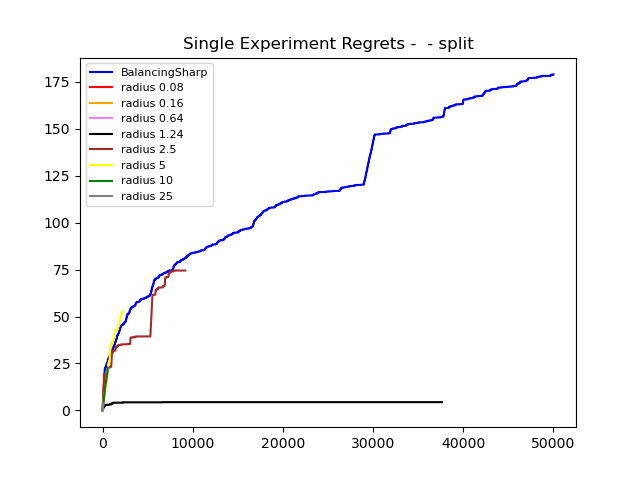 Single Experiment Regrets -  - split
BalancingSharp
radius 0.08
radius 0.16
radius 0.64
radius 1.24
radius 2.5
radius 5
radius 10
radius 25
175
150
125
100
75
50
25
0
0 10000 20000 30000 40000 50000